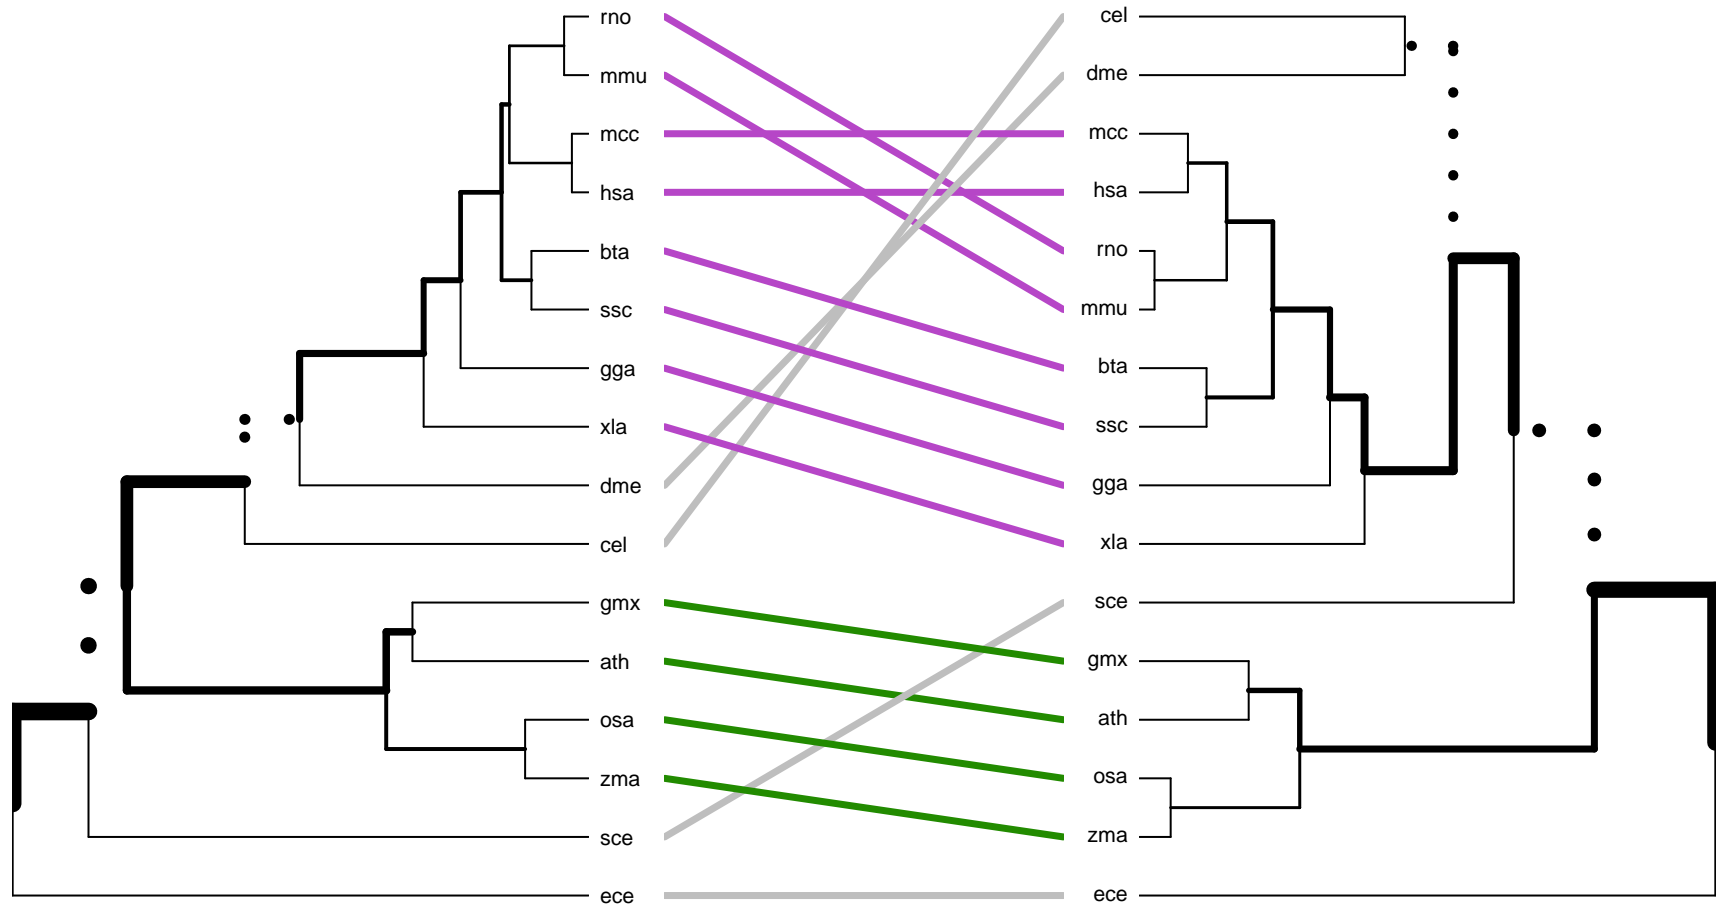 rno
mmu
mcc
hsa
bta
ssc
gga
xla
dme
cel
gmx
ath
osa
zma
sce
ece
cel
dme
mcc
hsa
rno
mmu
bta
ssc
gga
xla
sce
gmx
ath
osa
zma
ece